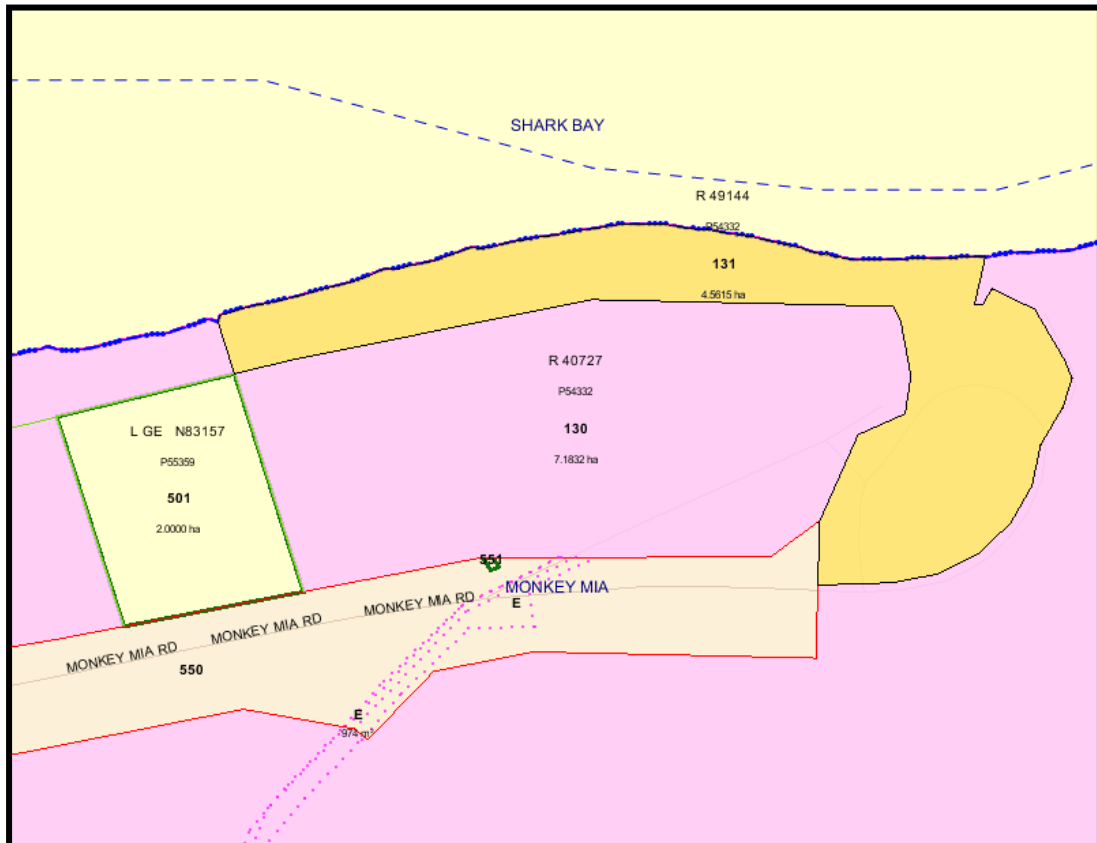 SHARK BAY
R 49144
P54332
131
4.5615 ha
R 40727
P54332
130
7.1832 ha
L GE N83157
P55359
501
2.0000 ha
551
MONKEY MIA
E
MONKEY MIA RD
MONKEY MIA RD
MONKEY MIA RD
550
E
974 m²